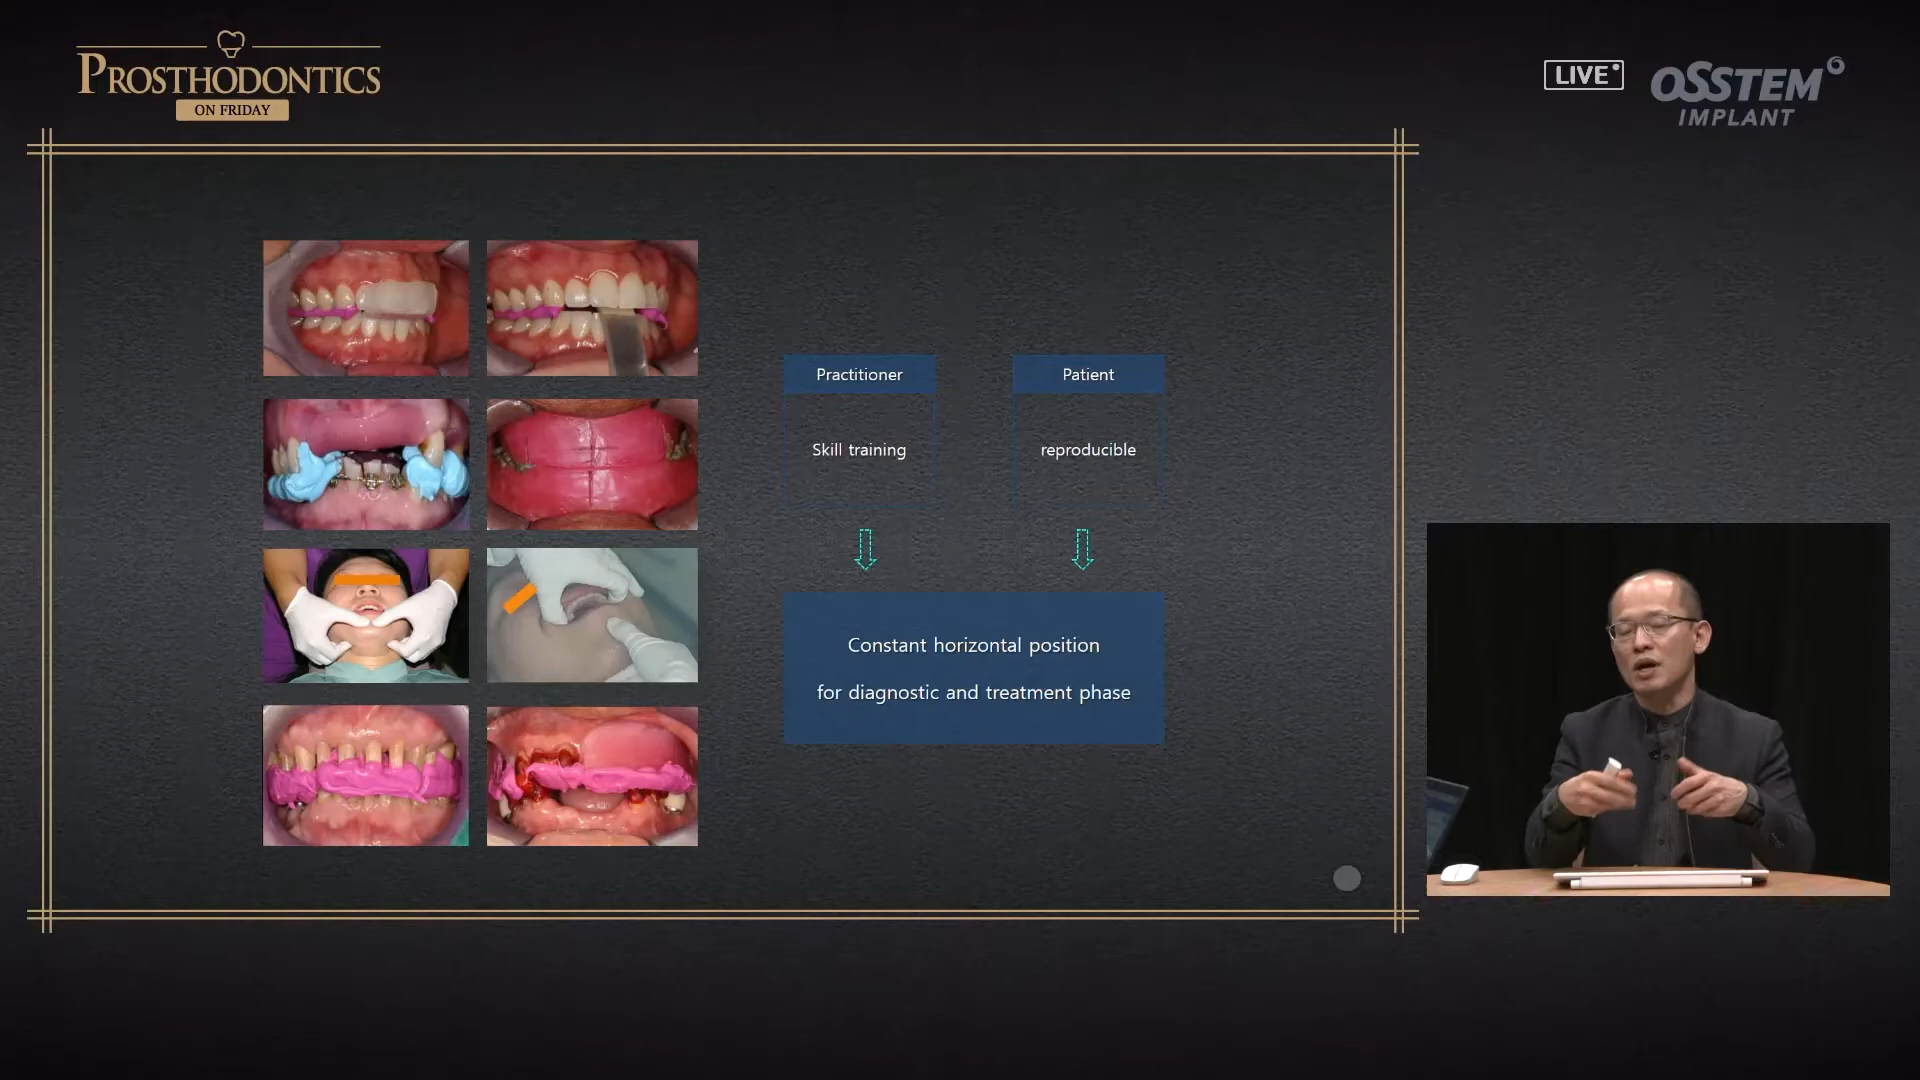 PROSTHODONTICS
ON FRIDAY
LIVE
OSSTEM
IMPLANT
Practitioner
Patient
Skill training
reproducible
Constant horizontal position
for diagnostic and treatment phase